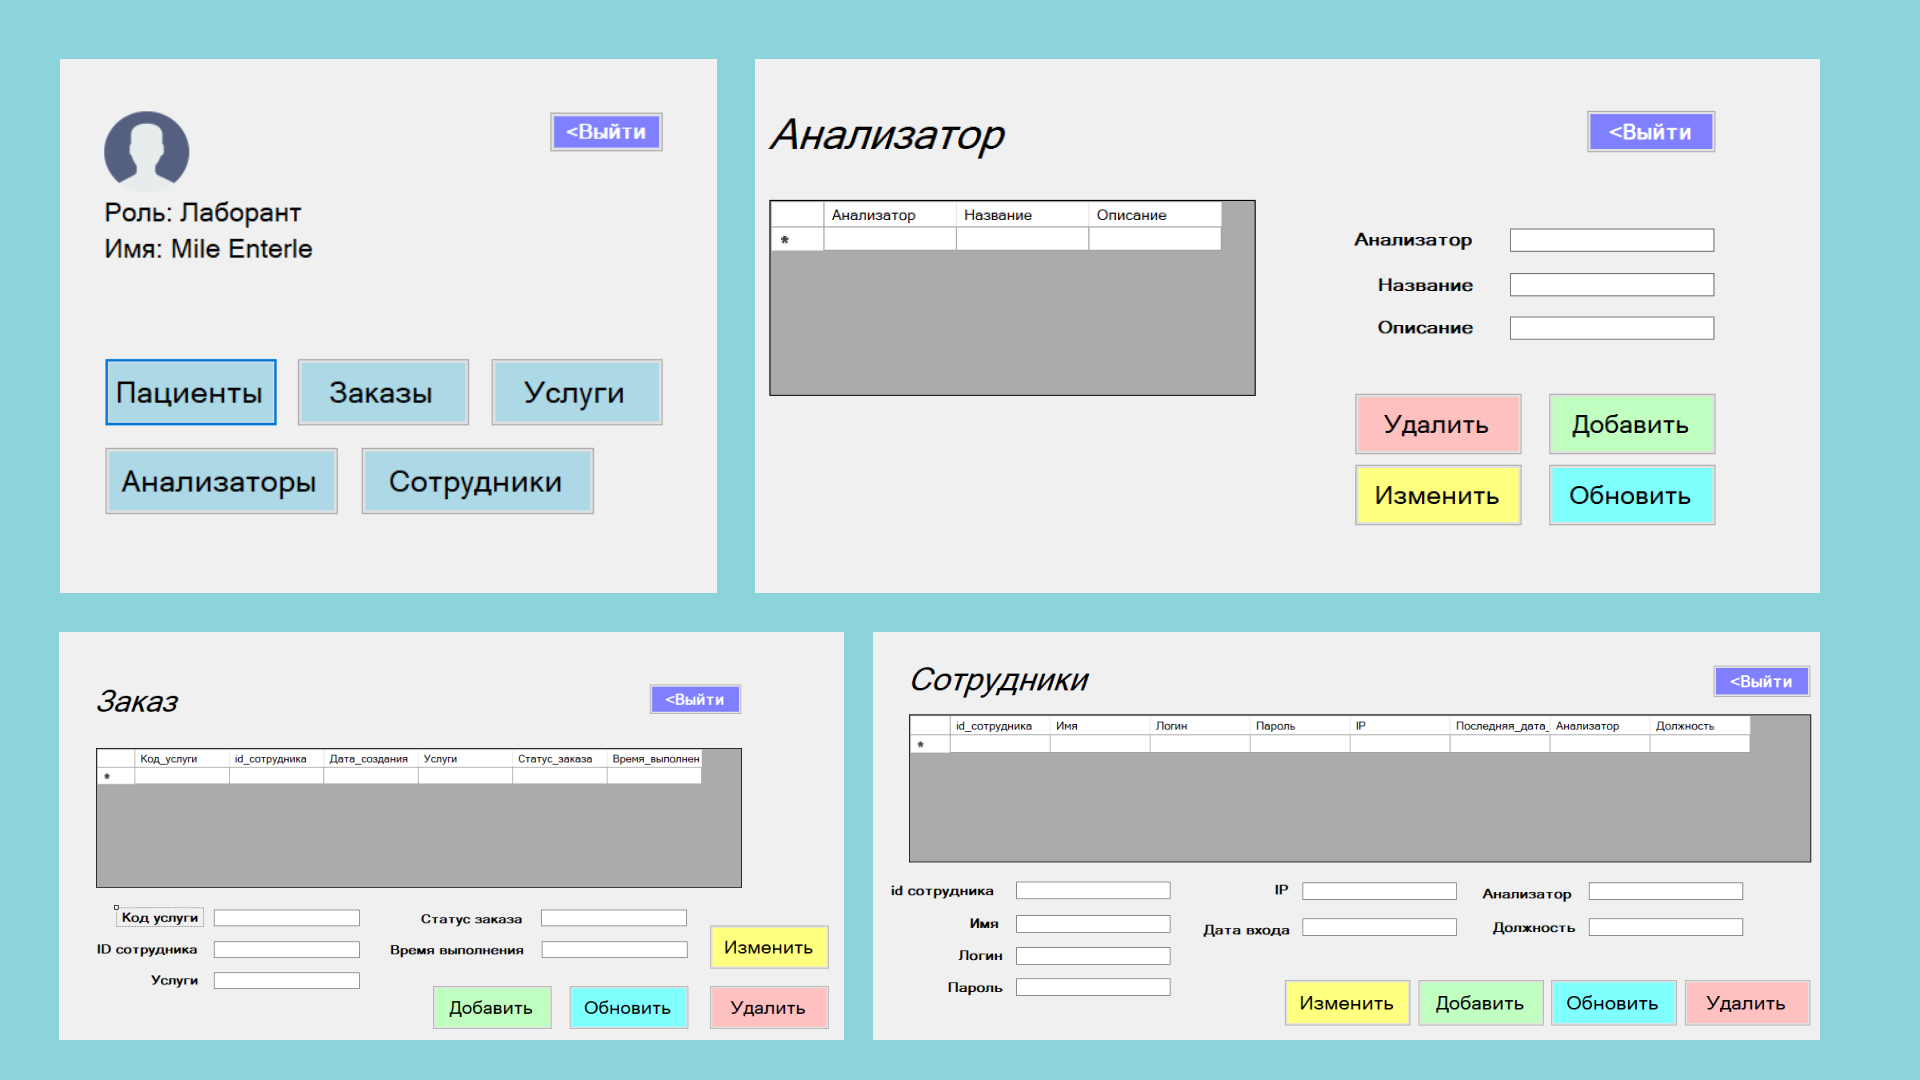 <Выйти
Роль: Лаборант
Имя: Mile Enterle
Пациенты Заказы Услуги
Анализаторы Сотрудники
Анализатор
<Выйти
Анализатор Название Описание
*
Анализатор
Название
Описание
Удалить Добавить
Изменить Обновить
Заказ
<Выйти
Код_услуги id_сотрудника Дата_создания Услуги Статус_заказа Время_выполнен
*
Код услуги Статус заказа
ID сотрудника Время выполнения
Услуги
Изменить
Добавить Обновить Удалить
Сотрудники
<Выйти
id_сотрудника Имя Логин Пароль IP Последняя_дата_ Анализатор Должность
*
id сотрудника IP Анализатор
Имя Дата входа Должность
Логин
Пароль
Изменить Добавить Обновить Удалить